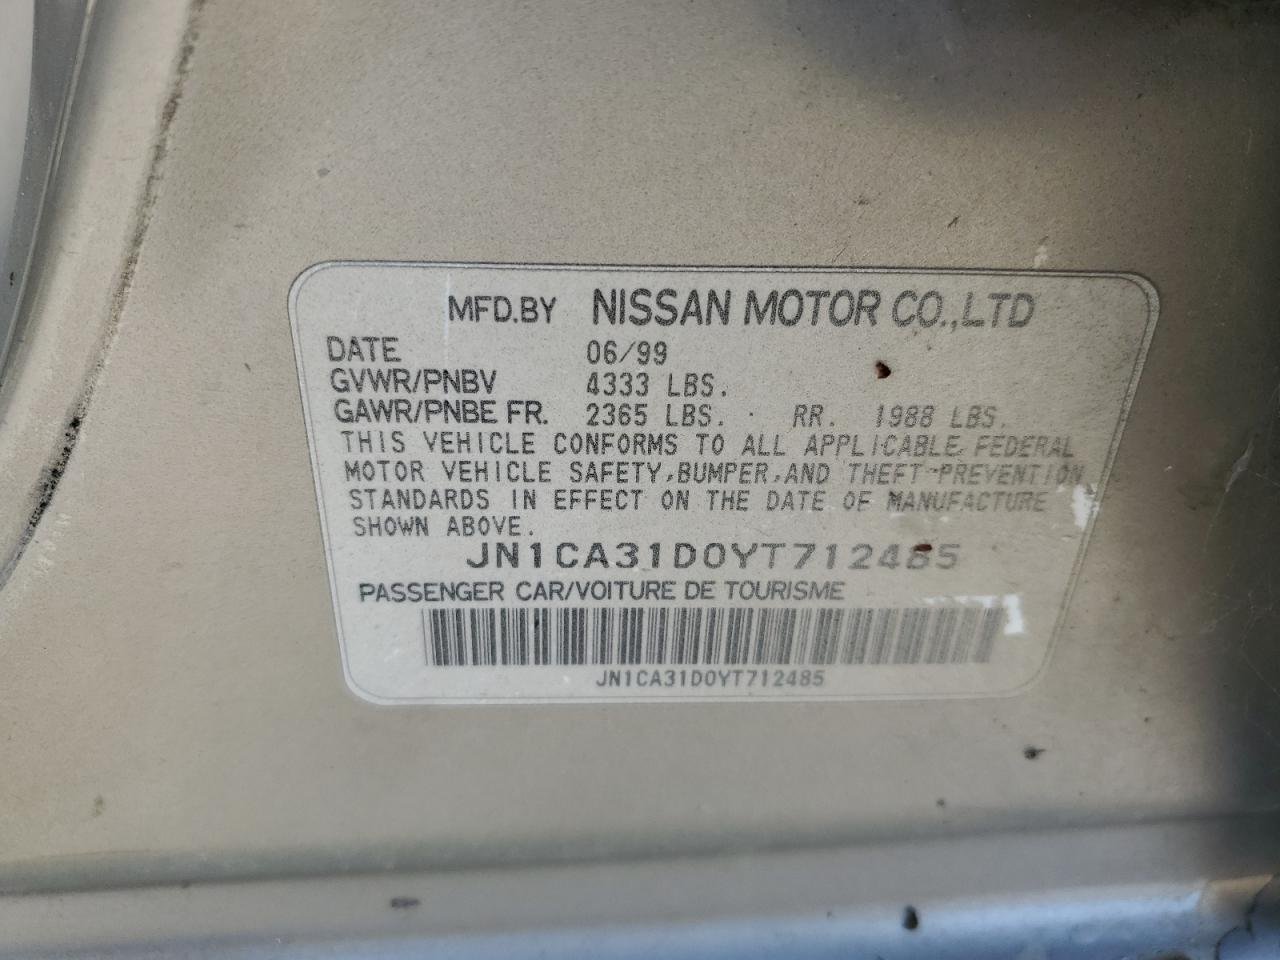 MFD.BY NISSAN MOTOR CO.,LTD
DATE 06/99
GVWR/PNBV 4333 LBS.
GAWR/PNBE FR. 2365 LBS. RR. 1988 LBS.
THIS VEHICLE CONFORMS TO ALL APPLICABLE FEDERAL
MOTOR VEHICLE SAFETY,BUMPER,AND THEFT PREVENTION
STANDARDS IN EFFECT ON THE DATE OF MANUFACTURE
SHOWN ABOVE.
JN1CA31D0YT712485
PASSENGER CAR/VOITURE DE TOURISME
JN1CA31D0YT712485